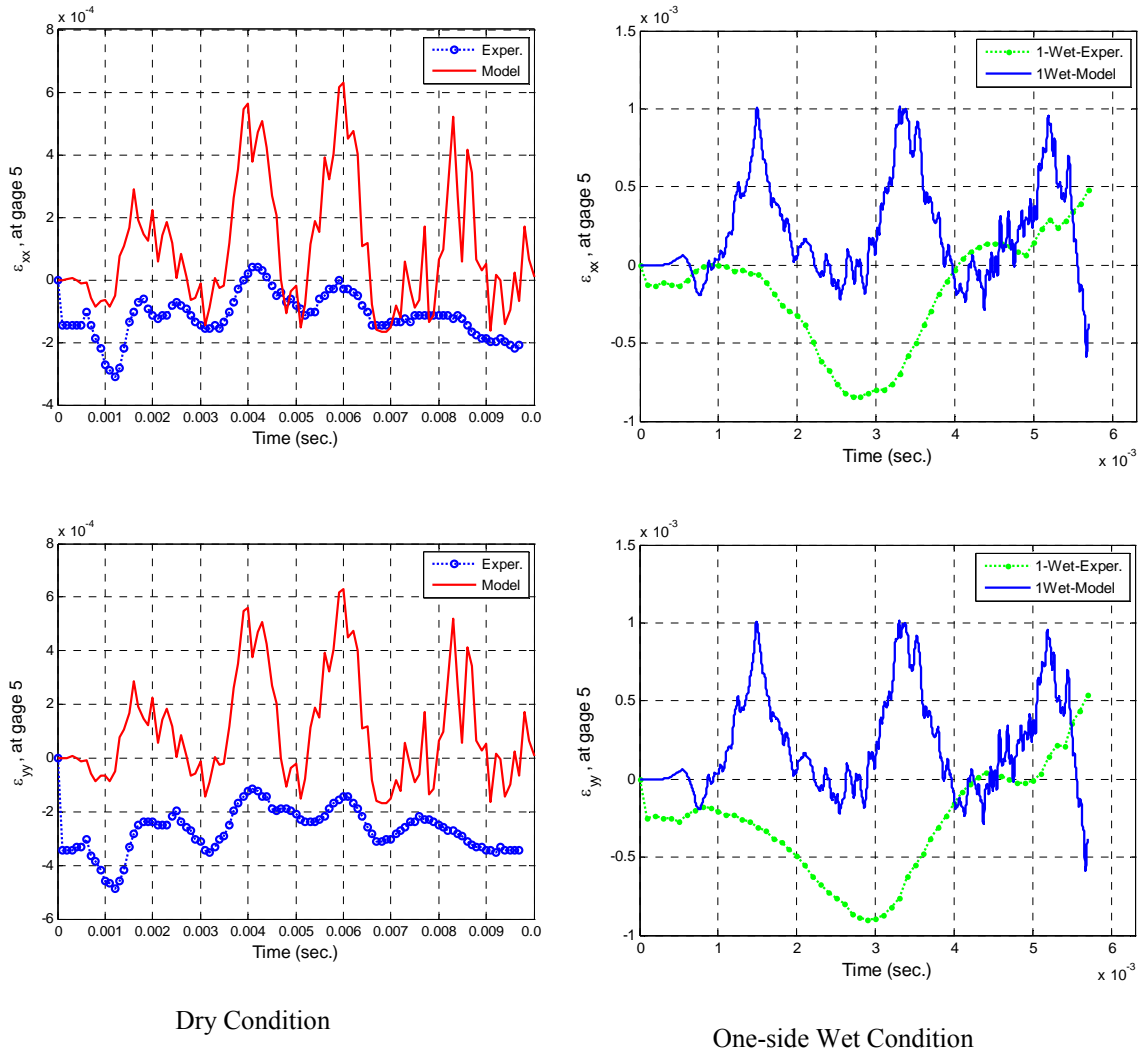 x 10-4
8
6
4
2
0
-2
-4
εxx, at gage 5
Exper.
Model
0 0.001 0.002 0.003 0.004 0.005 0.006 0.007 0.008 0.009 0.0
Time (sec.)
x 10-3
1.5
1
0.5
0
-0.5
-1
εxx, at gage 5
1-Wet-Exper.
1Wet-Model
0 1 2 3 4 5 6
Time (sec.)
x 10-3
x 10-4
8
6
4
2
0
-2
-4
-6
εyy, at gage 5
Exper.
Model
0 0.001 0.002 0.003 0.004 0.005 0.006 0.007 0.008 0.009 0.0
Time (sec.)
x 10-3
1.5
1
0.5
0
-0.5
-1
εyy, at gage 5
1-Wet-Exper.
1Wet-Model
0 1 2 3 4 5 6
Time (sec.)
x 10-3
Dry Condition
One-side Wet Condition